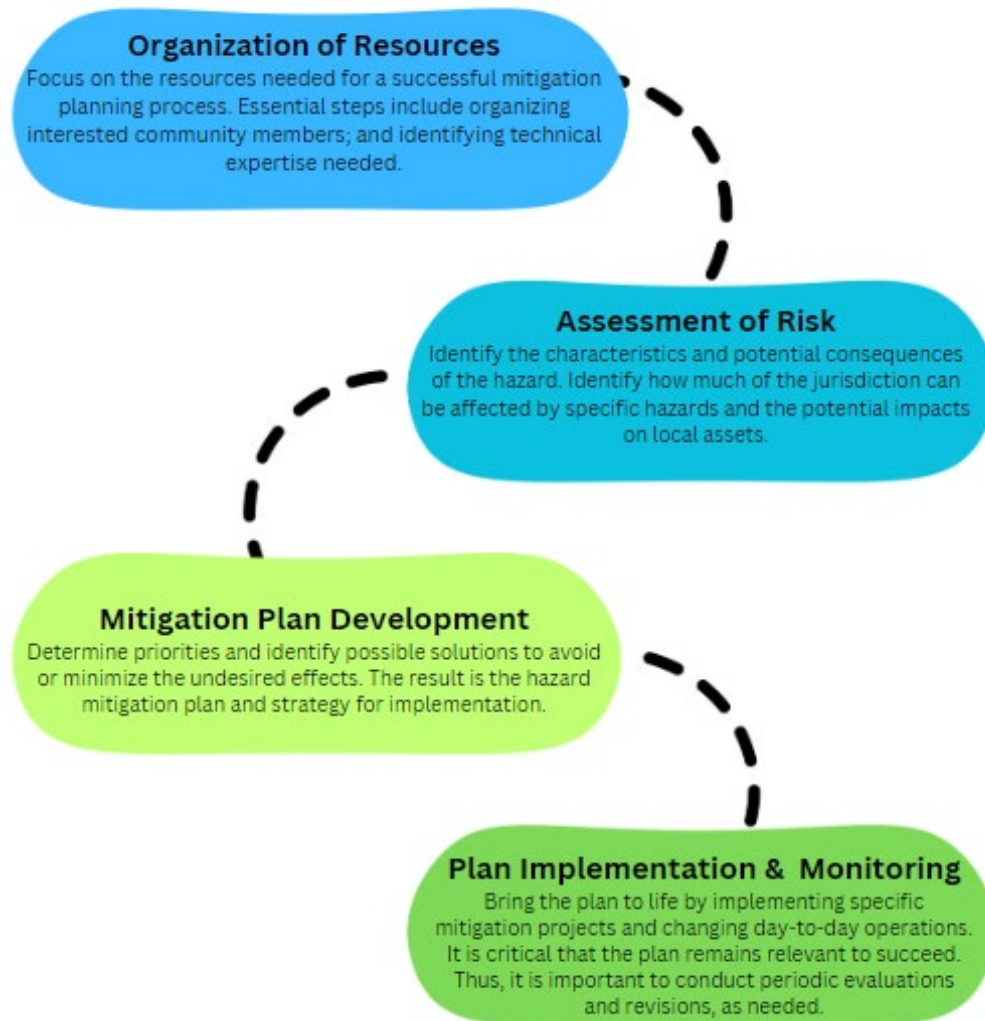 Organization of Resources
Focus on the resources needed for a successful mitigation
planning process. Essential steps include organizing
interested community members; and identifying technical
expertise needed.
Assessment of Risk
Identify the characteristics and potential consequences
of the hazard. Identify how much of the jurisdiction can
be affected by specific hazards and the potential impacts
on local assets.
Mitigation Plan Development
Determine priorities and identify possible solutions to avoid
or minimize the undesired effects. The result is the hazard
mitigation plan and strategy for implementation.
Plan Implementation & Monitoring
Bring the plan to life by implementing specific
mitigation projects and changing day-to-day operations.
It is critical that the plan remains relevant to succeed.
Thus, it is important to conduct periodic evaluations
and revisions, as needed.